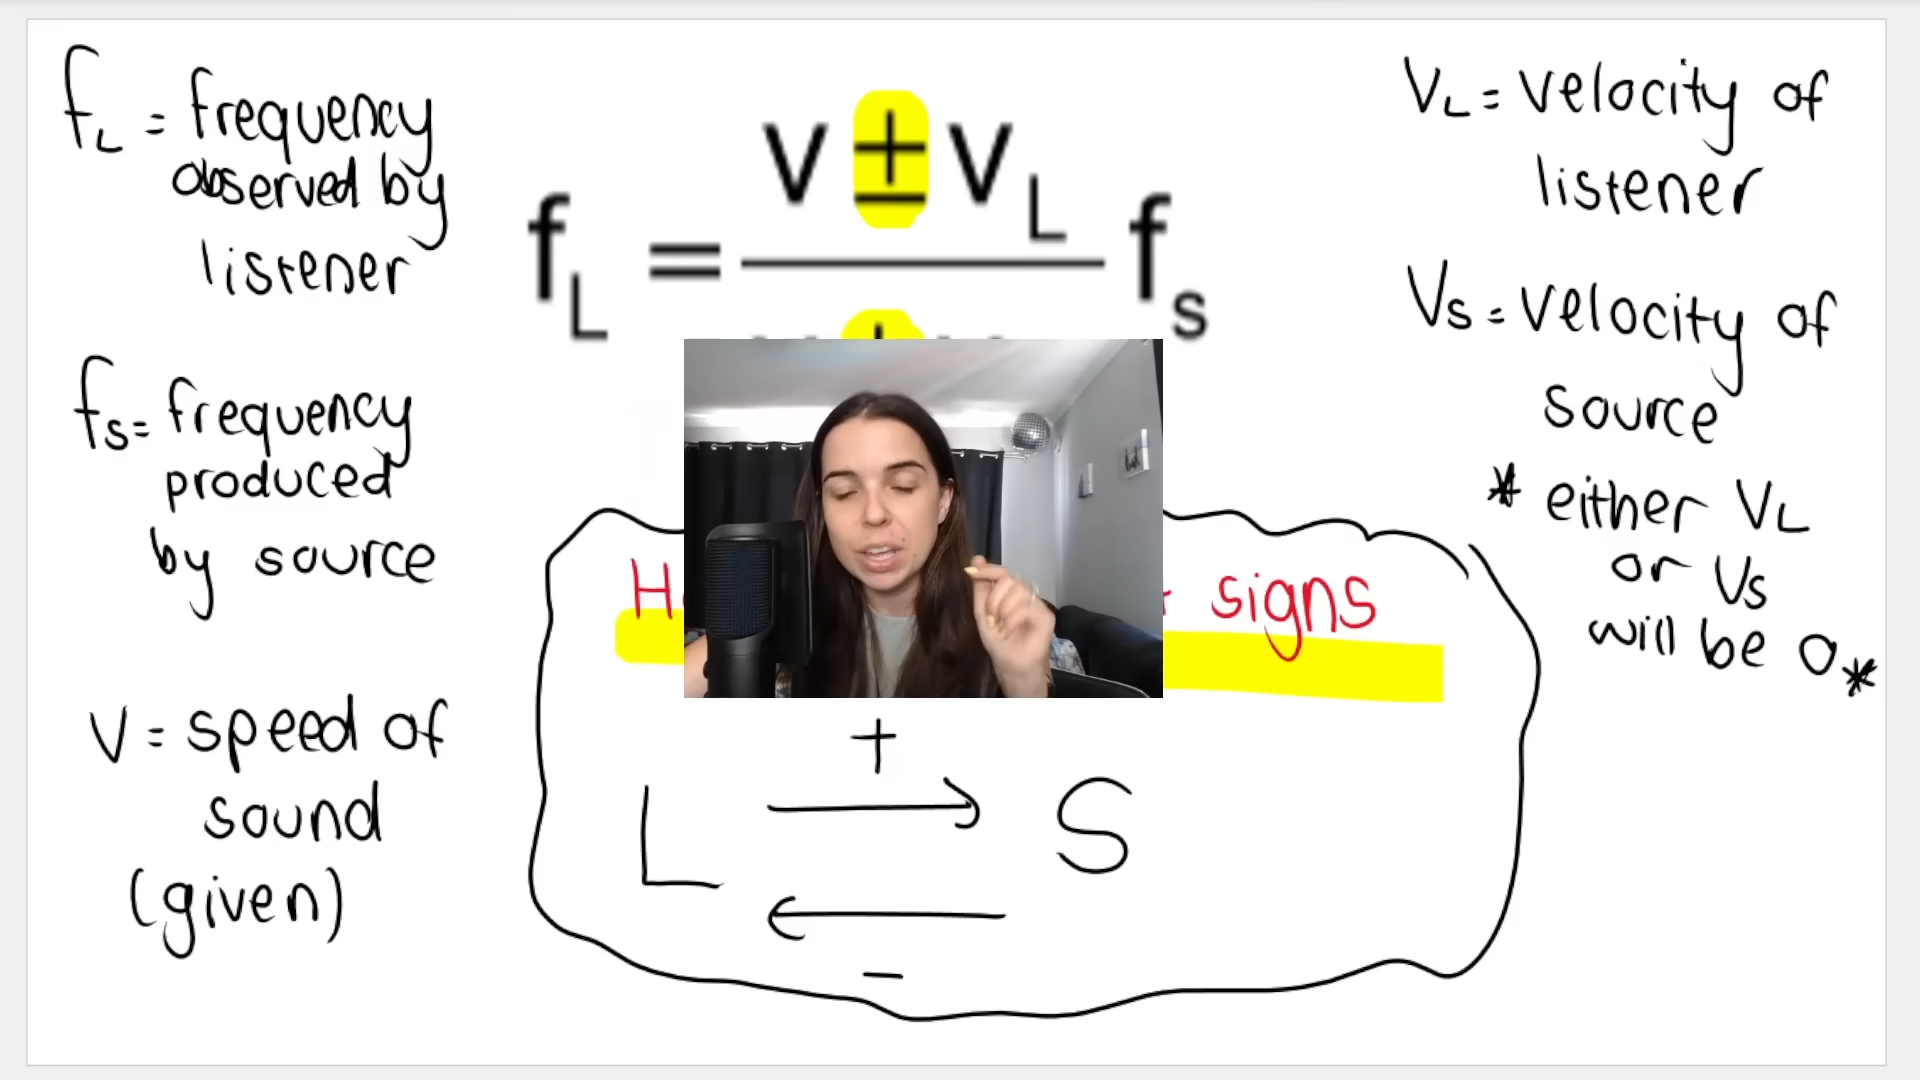 fL = frequency
observed by
listener
fs = frequency
produced
by source
V = speed of
sound
(given)
v ± vL
fL = ───── fs
signs
+
L → S
←
−
VL = velocity of
listener
Vs = velocity of
source
* either VL
or Vs
will be 0 *